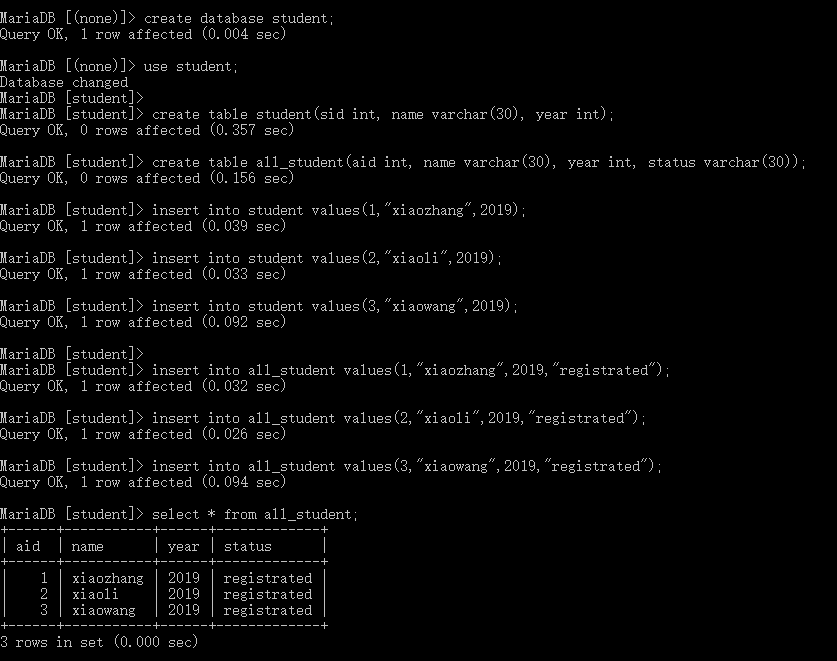 MariaDB [(none)]> create database student;
Query OK, 1 row affected (0.004 sec)
MariaDB [(none)]> use student;
Database changed
MariaDB [student]>
MariaDB [student]> create table student(sid int, name varchar(30), year int);
Query OK, 0 rows affected (0.357 sec)
MariaDB [student]> create table all_student(aid int, name varchar(30), year int, status varchar(30));
Query OK, 0 rows affected (0.156 sec)
MariaDB [student]> insert into student values(1,"xiaozhang",2019);
Query OK, 1 row affected (0.039 sec)
MariaDB [student]> insert into student values(2,"xiaoli",2019);
Query OK, 1 row affected (0.033 sec)
MariaDB [student]> insert into student values(3,"xiaowang",2019);
Query OK, 1 row affected (0.092 sec)
MariaDB [student]>
MariaDB [student]> insert into all_student values(1,"xiaozhang",2019,"registrated");
Query OK, 1 row affected (0.032 sec)
MariaDB [student]> insert into all_student values(2,"xiaoli",2019,"registrated");
Query OK, 1 row affected (0.026 sec)
MariaDB [student]> insert into all_student values(3,"xiaowang",2019,"registrated");
Query OK, 1 row affected (0.094 sec)
MariaDB [student]> select * from all_student;
+------+-----------+------+-------------+
| aid  | name      | year | status      |
+------+-----------+------+-------------+
|    1 | xiaozhang | 2019 | registrated |
|    2 | xiaoli    | 2019 | registrated |
|    3 | xiaowang  | 2019 | registrated |
+------+-----------+------+-------------+
3 rows in set (0.000 sec)